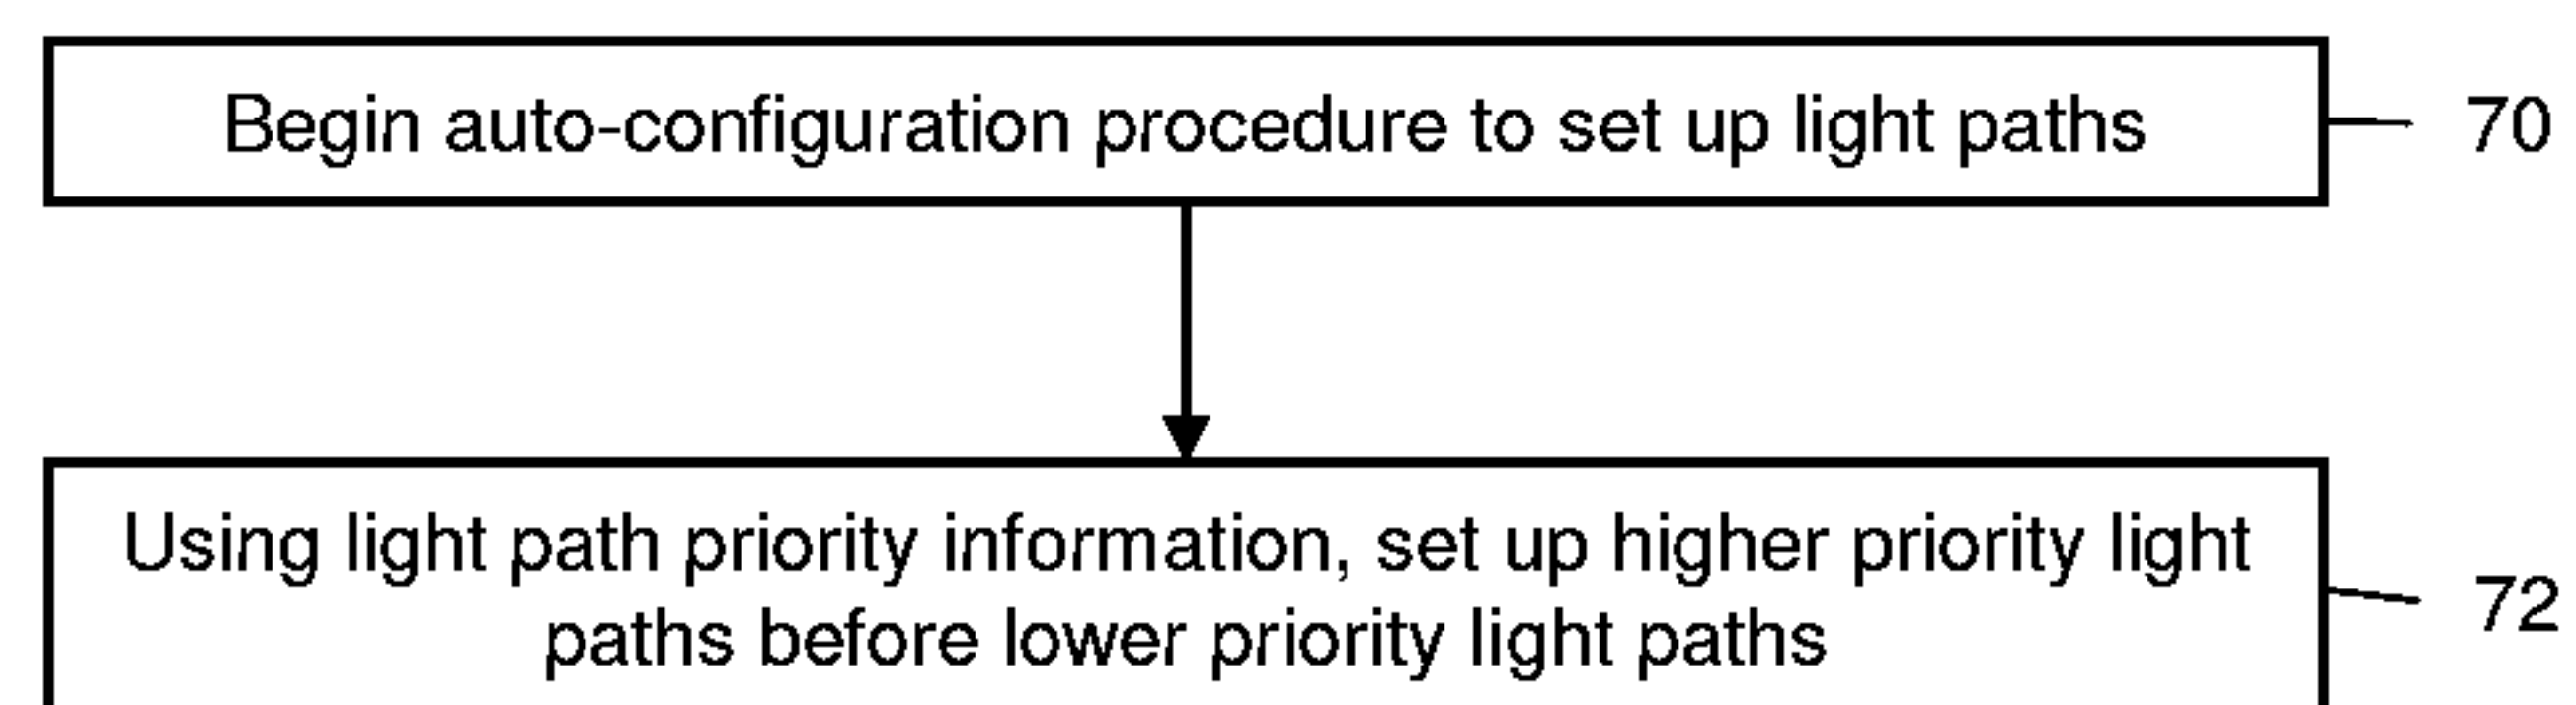 Begin auto-configuration procedure to set up light paths
70
Using light path priority information, set up higher priority light
paths before lower priority light paths
72